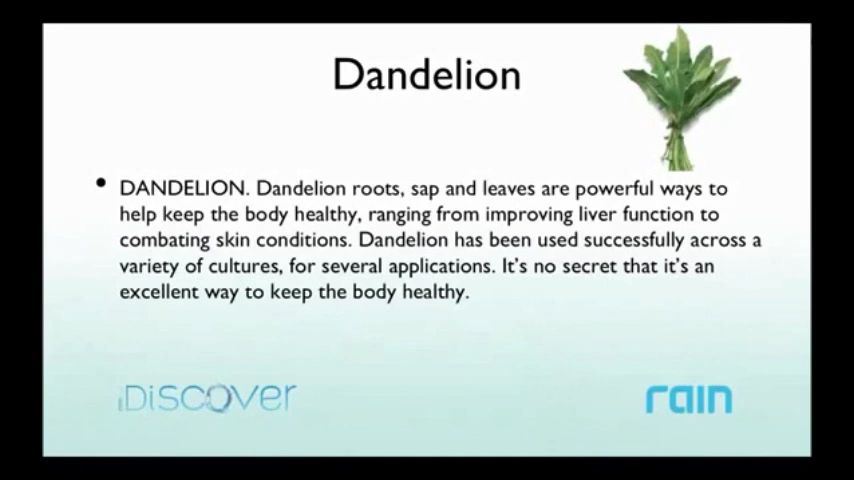 Dandelion
• DANDELION. Dandelion roots, sap and leaves are powerful ways to
help keep the body healthy, ranging from improving liver function to
combating skin conditions. Dandelion has been used successfully across a
variety of cultures, for several applications. It's no secret that it's an
excellent way to keep the body healthy.
iDiscover
rain